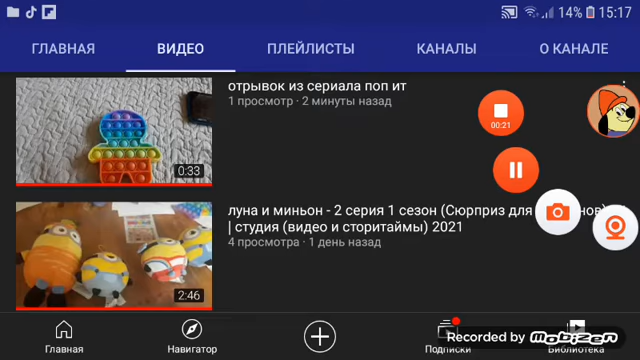 14% 15:17
ГЛАВНАЯ ВИДЕО ПЛЕЙЛИСТЫ КАНАЛЫ О КАНАЛЕ
отрывок из сериала поп ит
1 просмотр · 2 минуты назад
0:33
00:21
луна и миньон - 2 серия 1 сезон (Сюрприз для
| студия (видео и сторитаймы) 2021
4 просмотра · 1 день назад
2:46
Главная Навигатор Подписки Библиотека
Recorded by Mobizen